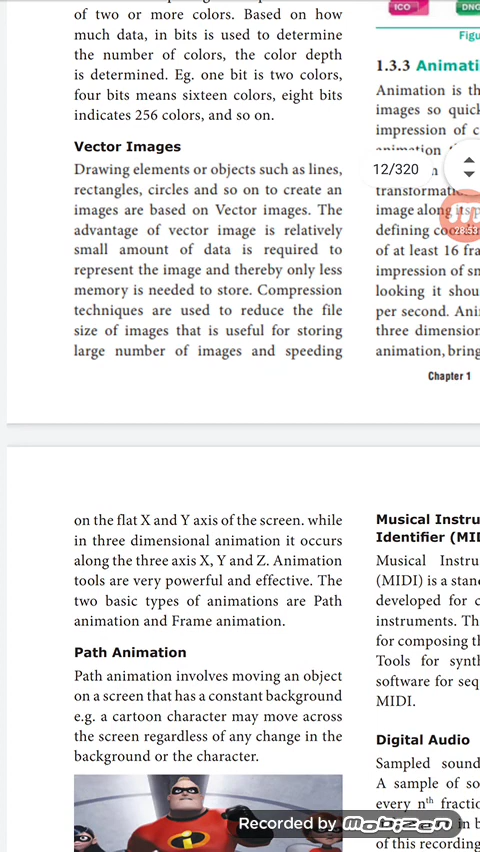 of two or more colors. Based on how
much data, in bits is used to determine
the number of colors, the color depth
is determined. Eg. one bit is two colors,
four bits means sixteen colors, eight bits
indicates 256 colors, and so on.
Vector Images
Drawing elements or objects such as lines,
rectangles, circles and so on to create an
images are based on Vector images. The
advantage of vector image is relatively
small amount of data is required to
represent the image and thereby only less
memory is needed to store. Compression
techniques are used to reduce the file
size of images that is useful for storing
large number of images and speeding
ICO
DNG
Figu
1.3.3 Animati
Animation is th
images so quick
impression of c
animation
12/320
transformati
image along its p
28:53
defining coordin
of at least 16 fra
impression of sm
looking it shou
per second. Ani
three dimension
animation, bring
Chapter 1
on the flat X and Y axis of the screen. while
in three dimensional animation it occurs
along the three axis X, Y and Z. Animation
tools are very powerful and effective. The
two basic types of animations are Path
animation and Frame animation.
Path Animation
Path animation involves moving an object
on a screen that has a constant background
e.g. a cartoon character may move across
the screen regardless of any change in the
background or the character.
Musical Instru
Identifier (MID
Musical Instru
(MIDI) is a stand
developed for c
instruments. Th
for composing th
Tools for synth
software for seq
MIDI.
Digital Audio
Sampled sound
A sample of so
every nth fractio
in b
of this recording
Recorded by mobizen